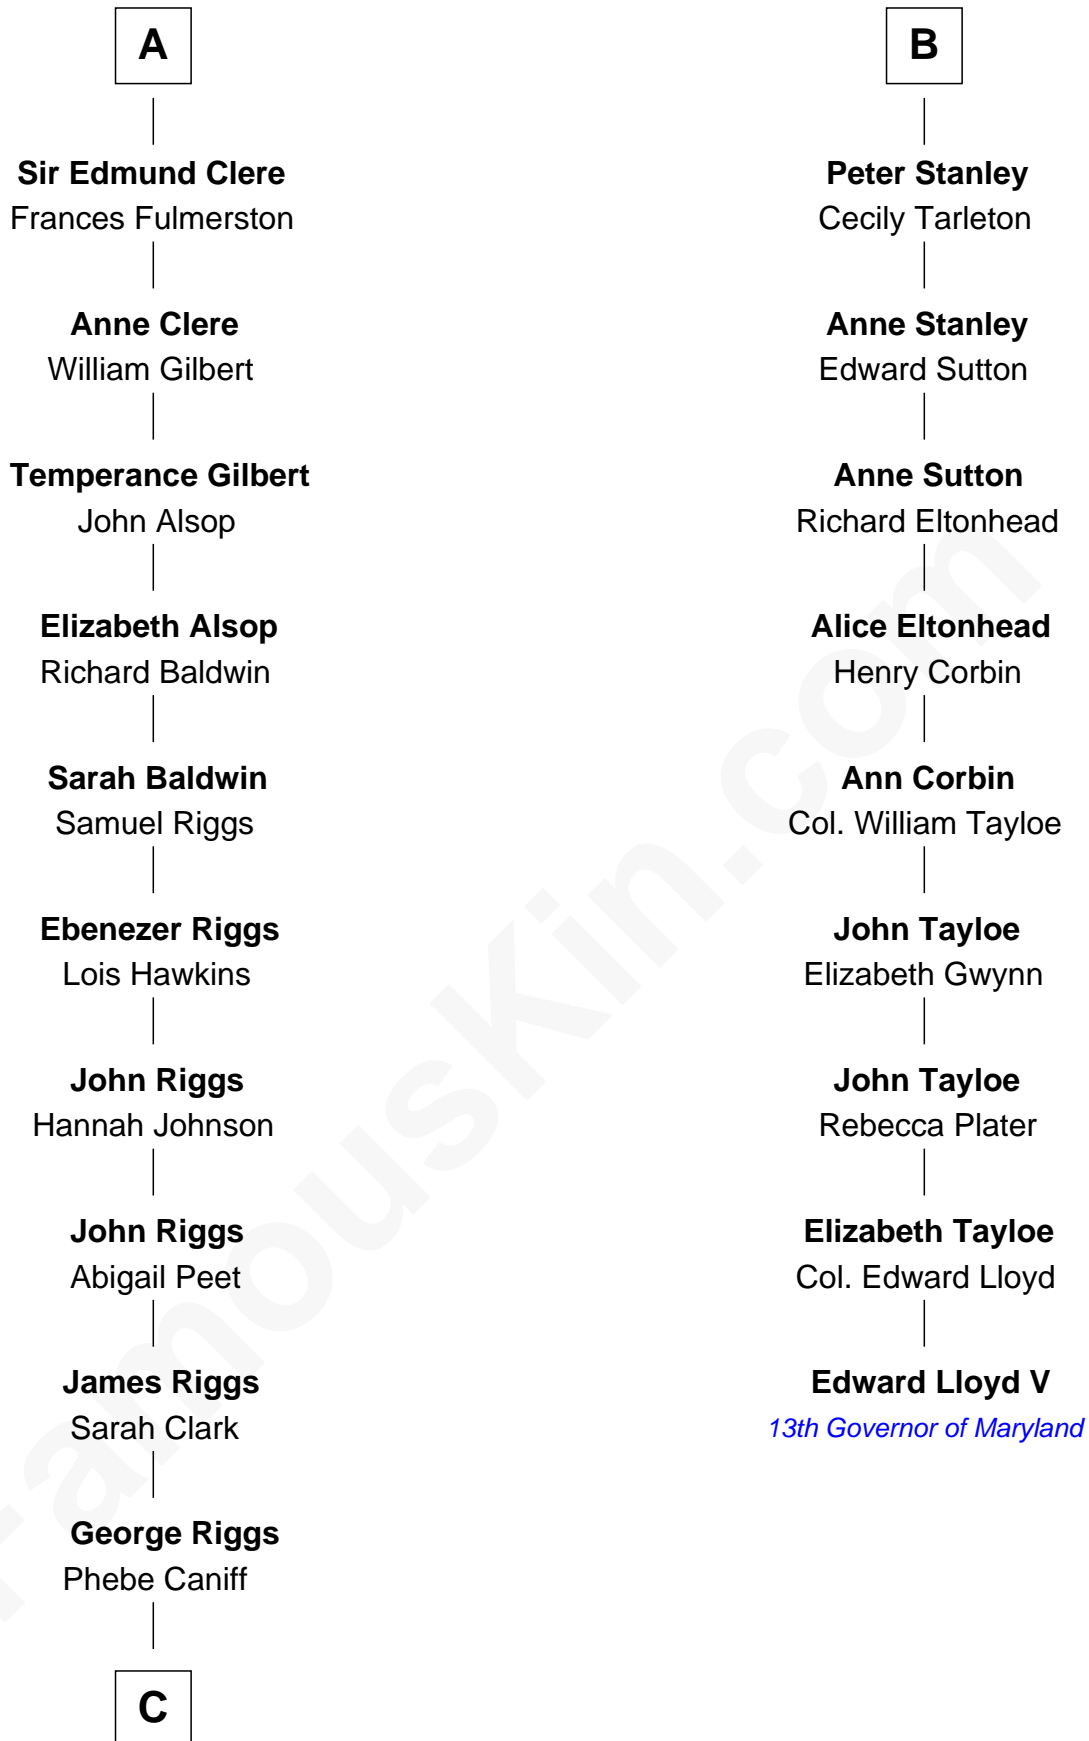 A
Sir Edmund Clere
Frances Fulmerston
Anne Clere
William Gilbert
Temperance Gilbert
John Alsop
Elizabeth Alsop
Richard Baldwin
Sarah Baldwin
Samuel Riggs
Ebenezer Riggs
Lois Hawkins
John Riggs
Hannah Johnson
John Riggs
Abigail Peet
James Riggs
Sarah Clark
George Riggs
Phebe Caniff
C
B
Peter Stanley
Cecily Tarleton
Anne Stanley
Edward Sutton
Anne Sutton
Richard Eltonhead
Alice Eltonhead
Henry Corbin
Ann Corbin
Col. William Tayloe
John Tayloe
Elizabeth Gwynn
John Tayloe
Rebecca Plater
Elizabeth Tayloe
Col. Edward Lloyd
Edward Lloyd V
13th Governor of Maryland
FamousKin.com